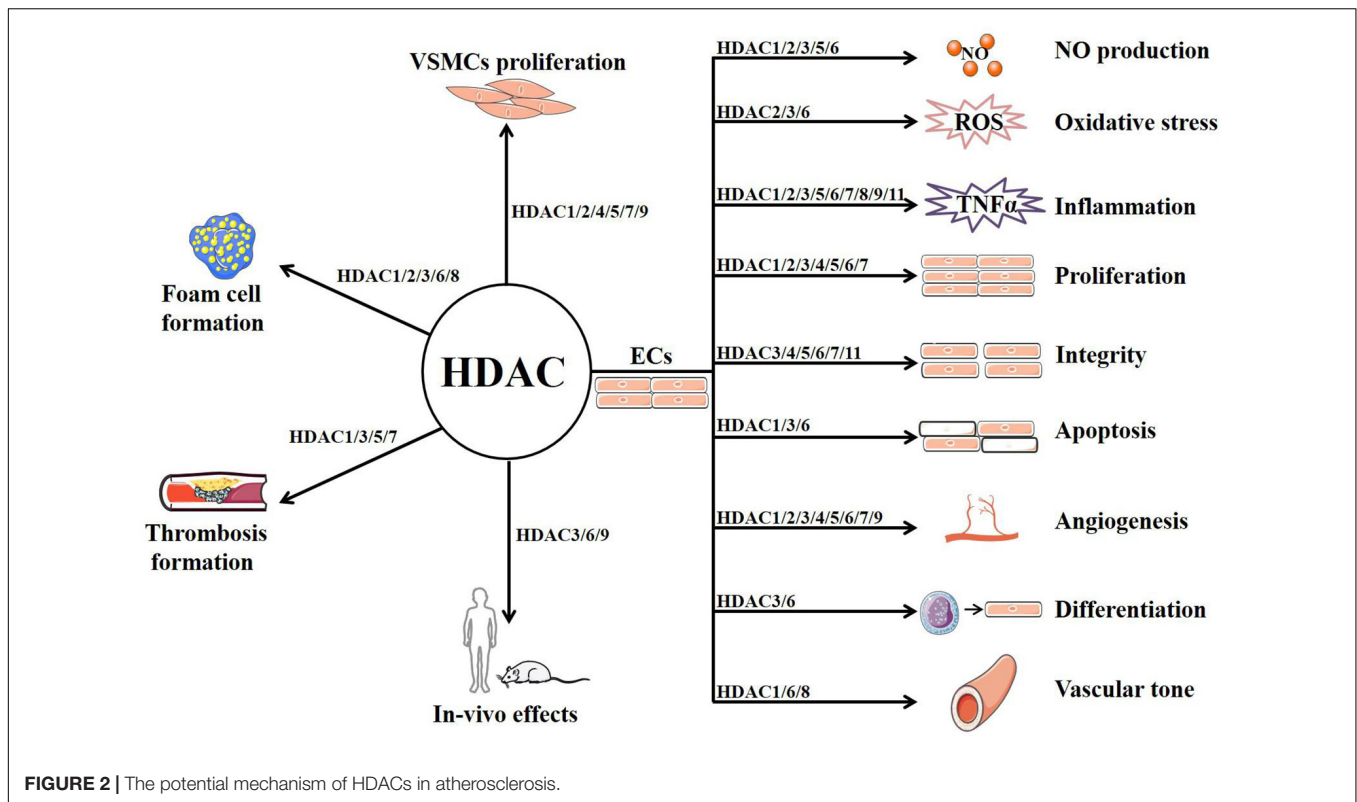 VSMCs proliferation
HDAC1/2/4/5/7/9
Foam cell
formation
HDAC1/2/3/6/8
HDAC
ECs
HDAC1/3/5/7
Thrombosis
formation
HDAC3/6/9
In-vivo effects
HDAC1/2/3/5/6
NO
NO production
HDAC2/3/6
ROS
Oxidative stress
HDAC1/2/3/5/6/7/8/9/11
TNFα
Inflammation
HDAC1/2/3/4/5/6/7
Proliferation
HDAC3/4/5/6/7/11
Integrity
HDAC1/3/6
Apoptosis
HDAC1/2/3/4/5/6/7/9
Angiogenesis
HDAC3/6
Differentiation
HDAC1/6/8
Vascular tone
FIGURE 2 | The potential mechanism of HDACs in atherosclerosis.